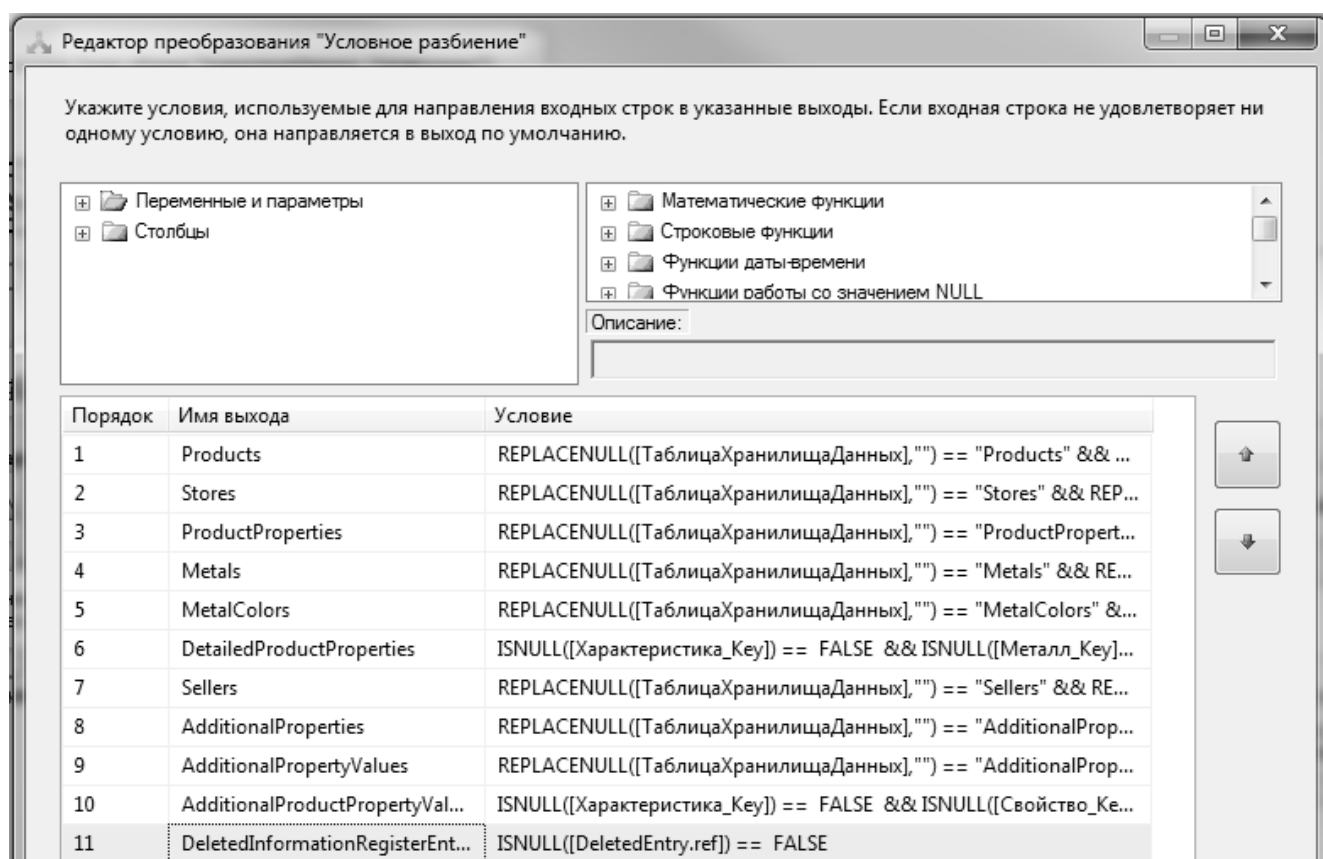 Редактор преобразования "Условное разбиение"
Укажите условия, используемые для направления входных строк в указанные выходы. Если входная строка не удовлетворяет ни
одному условию, она направляется в выход по умолчанию.
Переменные и параметры
Столбцы
Математические функции
Строковые функции
Функции даты-времени
Функции работы со значением NULL
Описание:
Порядок Имя выхода Условие
1 Products REPLACENULL([ТаблицаХранилищаДанных],"") == "Products" && ...
2 Stores REPLACENULL([ТаблицаХранилищаДанных],"") == "Stores" && REP...
3 ProductProperties REPLACENULL([ТаблицаХранилищаДанных],"") == "ProductPropert...
4 Metals REPLACENULL([ТаблицаХранилищаДанных],"") == "Metals" && RE...
5 MetalColors REPLACENULL([ТаблицаХранилищаДанных],"") == "MetalColors" &...
6 DetailedProductProperties ISNULL([Характеристика_Key]) == FALSE && ISNULL([Металл_Key]...
7 Sellers REPLACENULL([ТаблицаХранилищаДанных],"") == "Sellers" && RE...
8 AdditionalProperties REPLACENULL([ТаблицаХранилищаДанных],"") == "AdditionalProp...
9 AdditionalPropertyValues REPLACENULL([ТаблицаХранилищаДанных],"") == "AdditionalProp...
10 AdditionalProductPropertyVal... ISNULL([Характеристика_Key]) == FALSE && ISNULL([Свойство_Ke...
11 DeletedInformationRegisterEnt... ISNULL([DeletedEntry.ref]) == FALSE